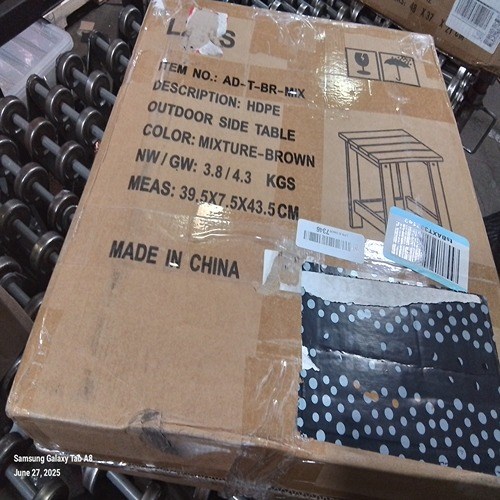 ITEM NO.: AD-T-BR-MIX
DESCRIPTION: HDPE
OUTDOOR SIDE TABLE
COLOR: MIXTURE-BROWN
NW/GW: 3.8/4.3 KGS
MEAS: 39.5X7.5X43.5CM
MADE IN CHINA
Samsung Galaxy Tab A8
June 27, 2025